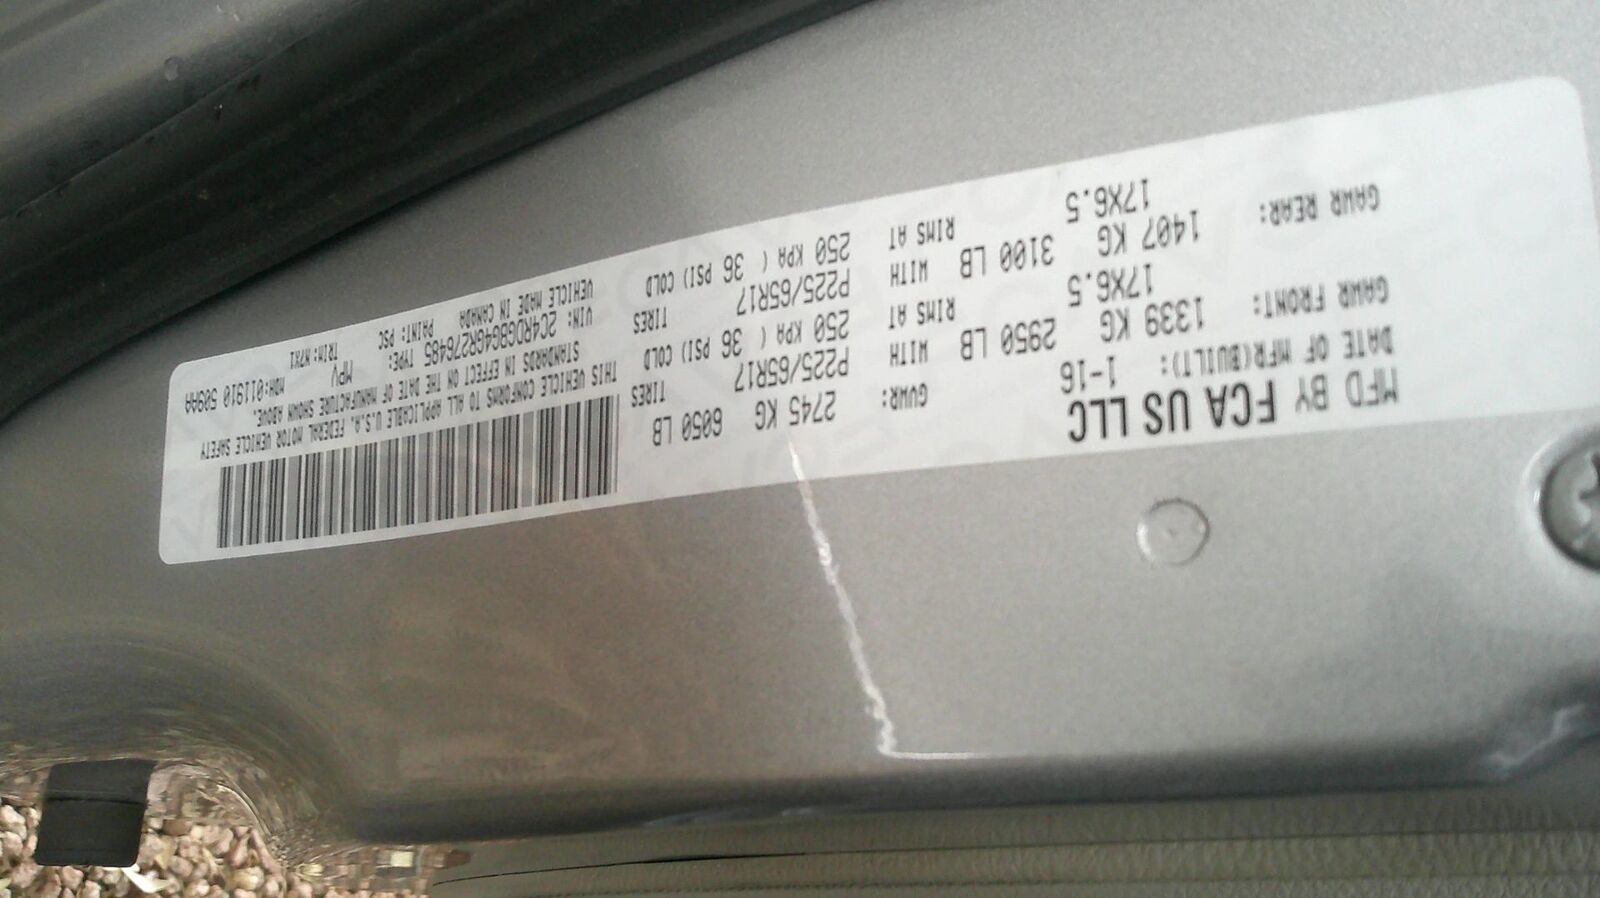 MFD BY FCA US LLC
DATE OF MFR(BUILT): 1-16
GAWR FRONT: 1339 KG 2950 LB
17X6.5 RIMS AT
GAWR REAR: 1407 KG 3100 LB
17X6.5 RIMS AT
GVWR: 2745 KG 6050 LB
WITH P225/65R17 TIRES
250 KPA ( 36 PSI) COLD
WITH P225/65R17 TIRES
250 KPA ( 36 PSI) COLD
THIS VEHICLE CONFORMS TO ALL APPLICABLE U.S.A. FEDERAL MOTOR VEHICLE SAFETY
STANDARDS IN EFFECT ON THE DATE OF MANUFACTURE SHOWN ABOVE.
VIN: 2C4RDGBG4GR276485 TYPE: MPV MDH:011310 509AA
VEHICLE MADE IN CANADA PAINT: PSC TRIM:H7X1